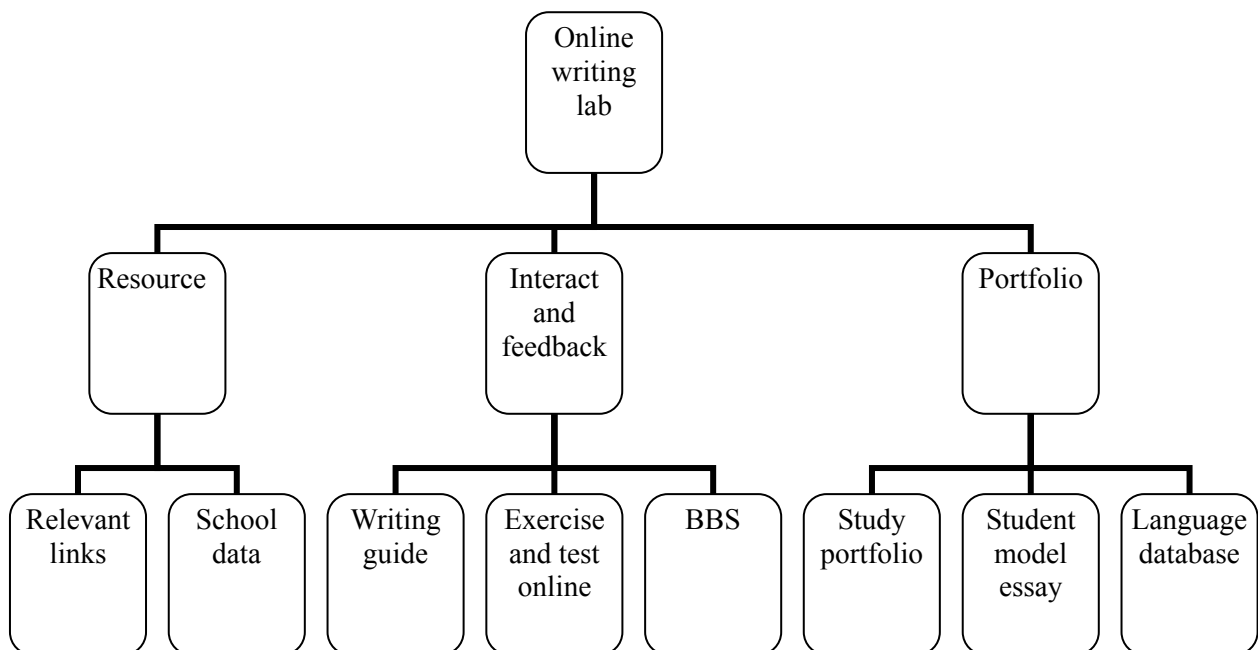 Online
writing
lab
Resource
Interact
and
feedback
Portfolio
Relevant
links
School
data
Writing
guide
Exercise
and test
online
BBS
Study
portfolio
Student
model
essay
Language
database